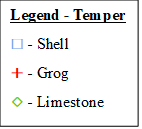 Legend - Temper
- Shell
- Grog
- Limestone